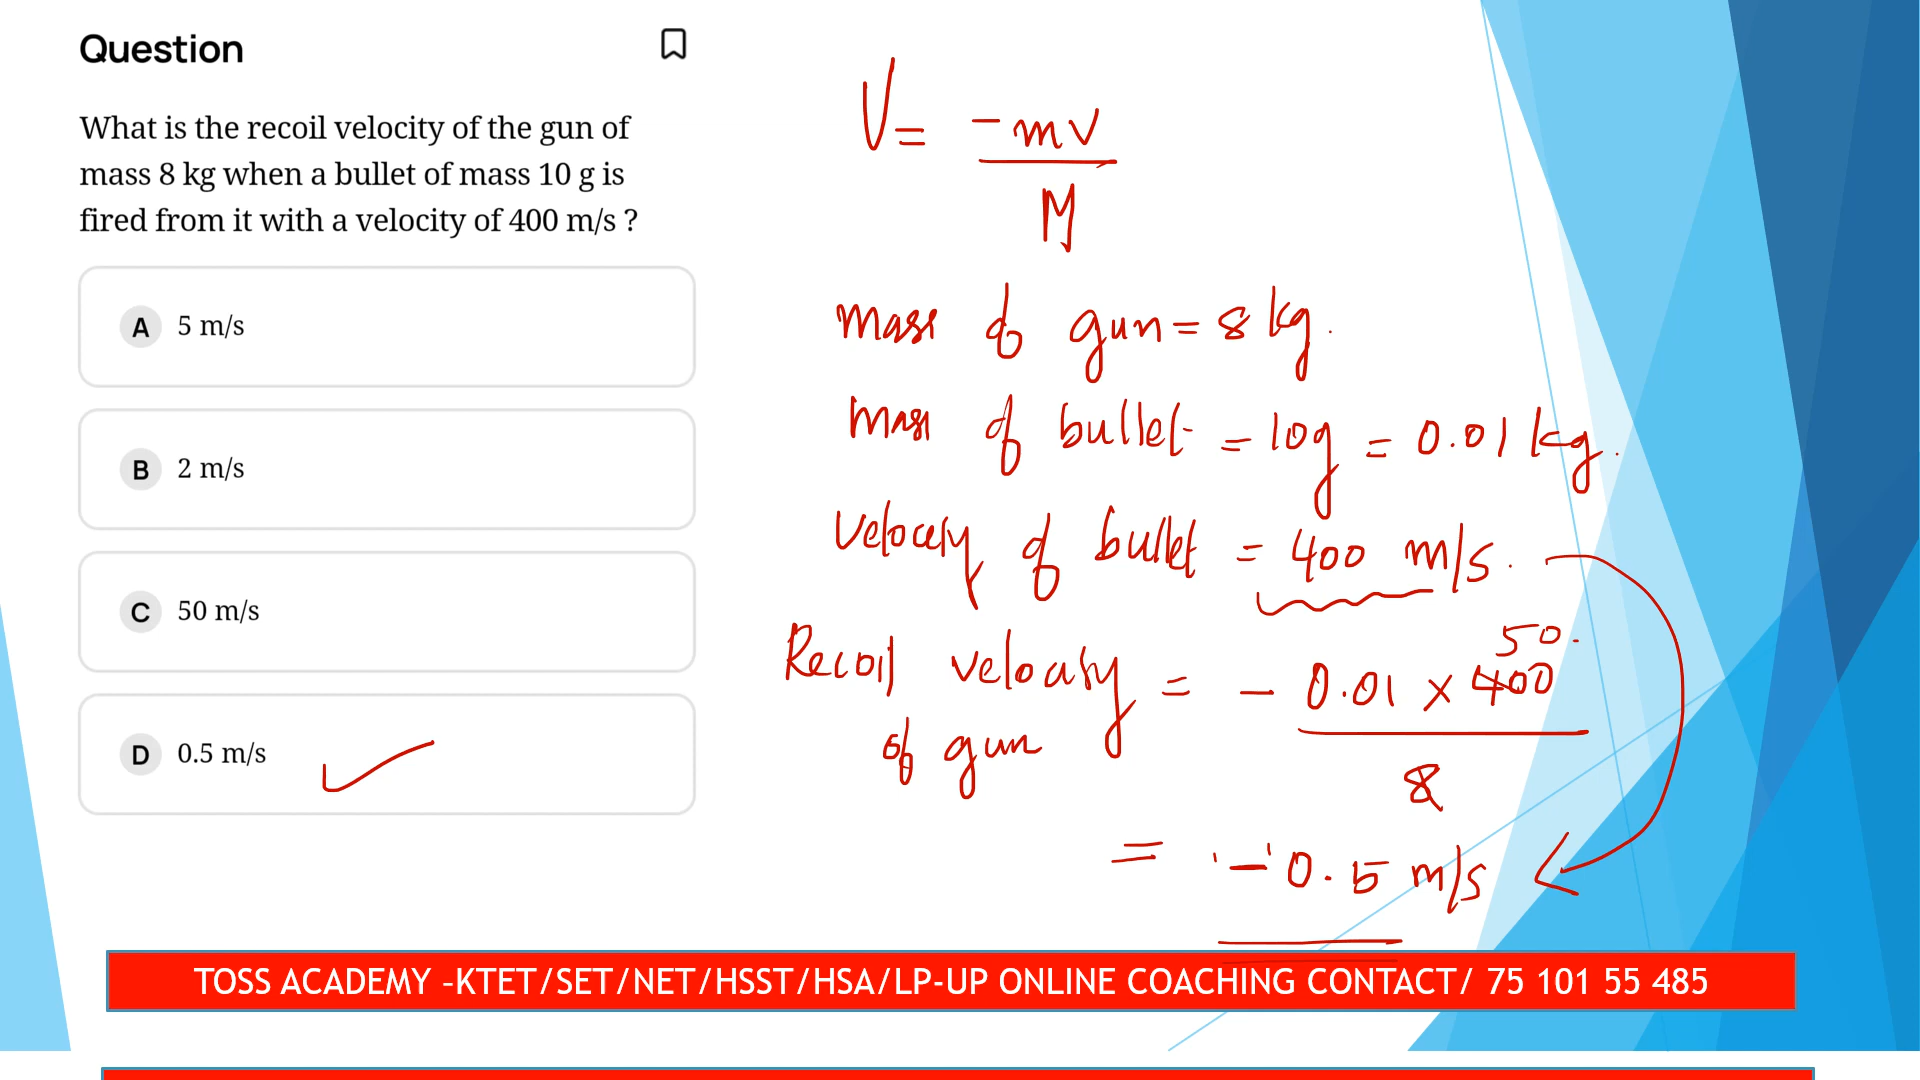 Question
What is the recoil velocity of the gun of
mass 8 kg when a bullet of mass 10 g is
fired from it with a velocity of 400 m/s ?
A 5 m/s
B 2 m/s
C 50 m/s
D 0.5 m/s
V = -mv
M
mass of gun = 8 kg.
mass of bullet = 10g = 0.01 kg.
velocity of bullet = 400 m/s.
50.
Recoil velocity = - 0.01 × 400
of gun
8
= - 0.5 m/s
TOSS ACADEMY –KTET/SET/NET/HSST/HSA/LP-UP ONLINE COACHING CONTACT/ 75 101 55 485